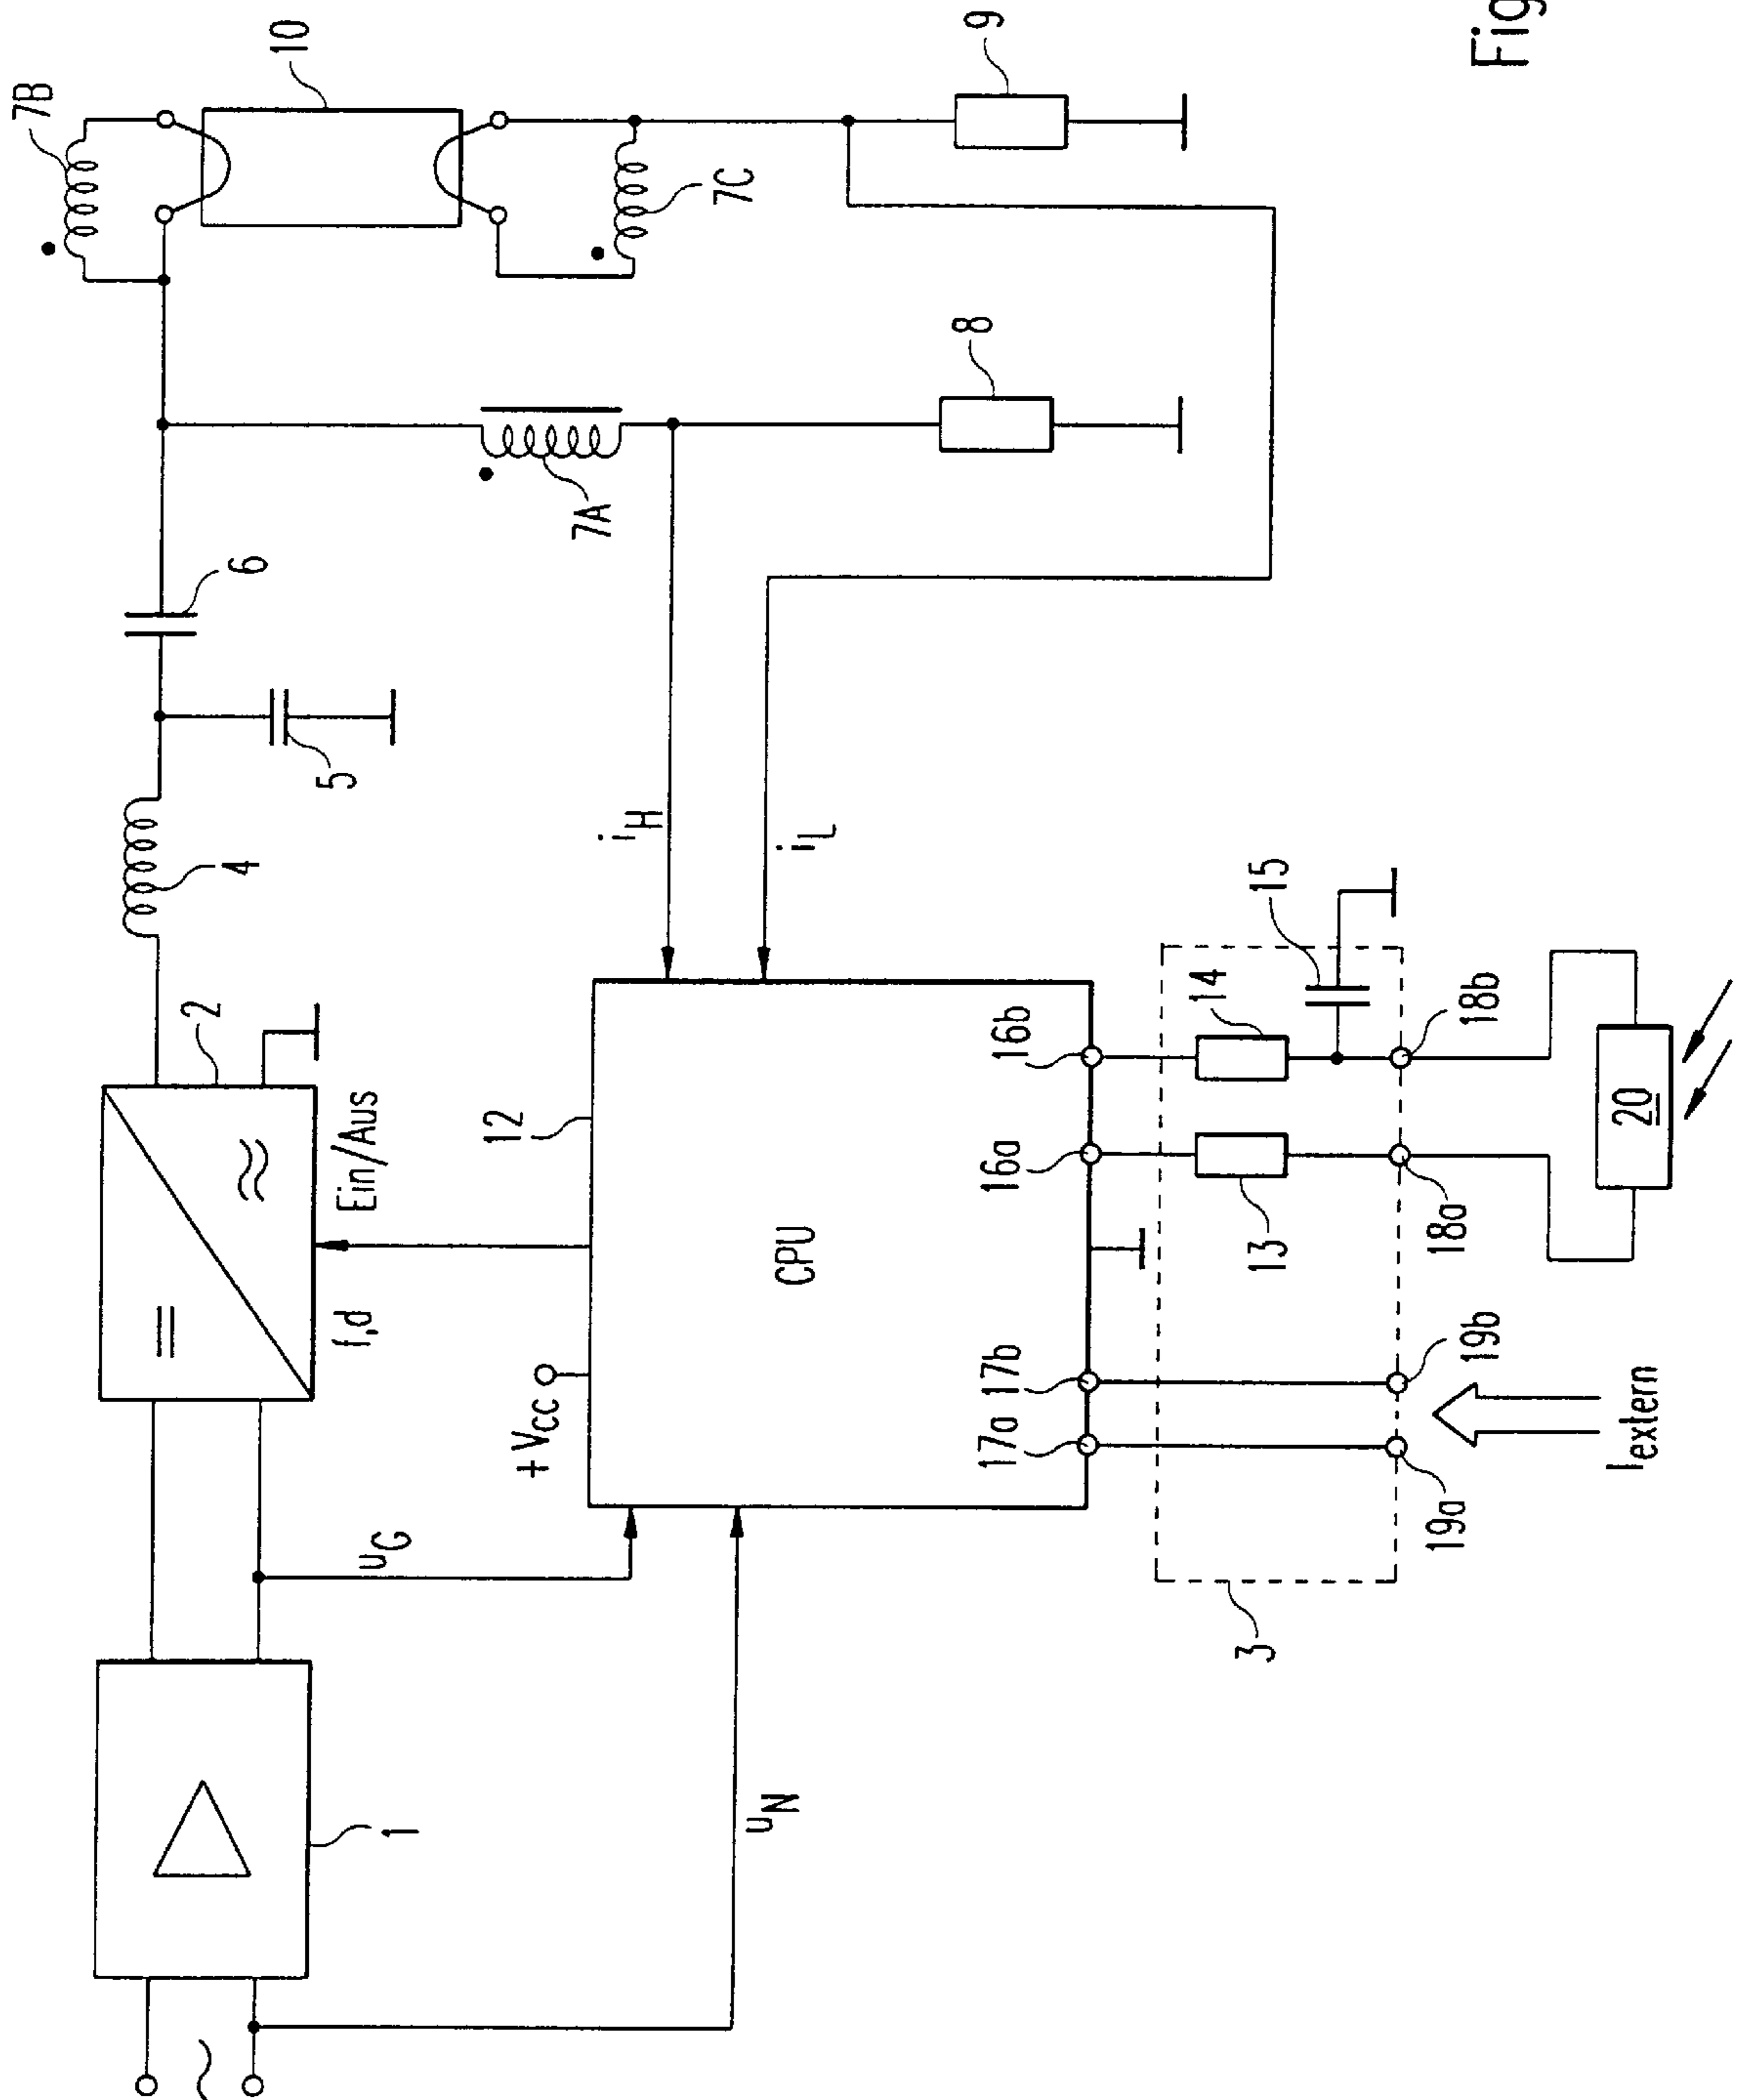 7B
10
9
Fig
7C
8
7A
6
5
4
i_H
i_L
2
Ein/Aus
f,d
12
CPU
+ V_CC
16b
16a
17b
17a
14
15
13
18b
18a
20
19b
19a
I_extern
3
u_G
u_N
1